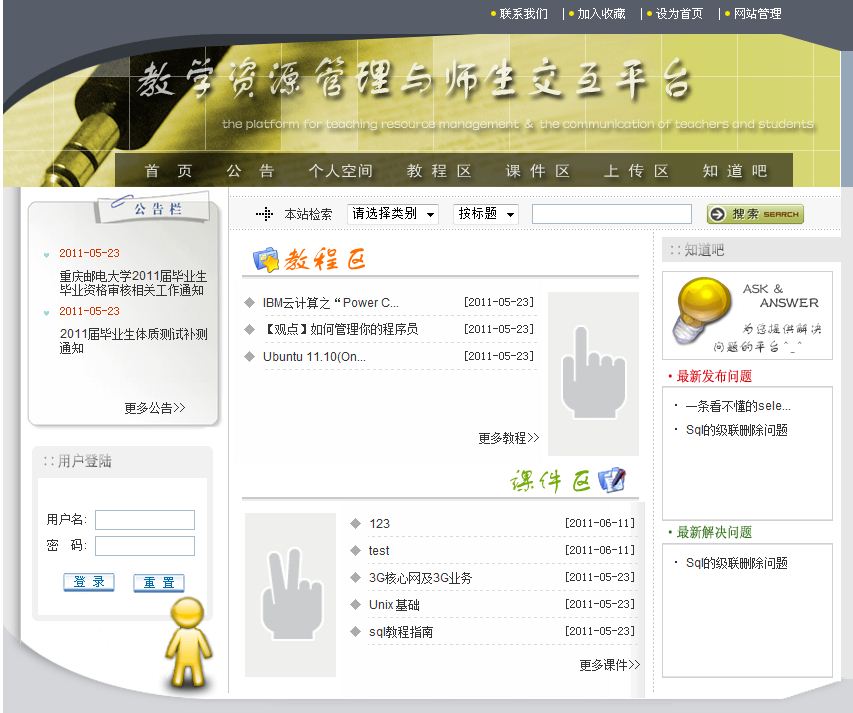 联系我们 | 加入收藏 | 设为首页 | 网站管理
教学资源管理与师生交互平台
the platform for teaching resource management & the communication of teachers and students
首 页 公 告 个人空间 教 程 区 课 件 区 上 传 区 知 道 吧
公 告 栏
2011-05-23
重庆邮电大学2011届毕业生
毕业资格审核相关工作通知
2011-05-23
2011届毕业生体质测试补测
通知
更多公告>>
:: 用户登陆
用户名:
密 码:
登 录 重 置
本站检索 请选择类别 按标题 搜索 SEARCH
教程区
IBM云计算之“Power C... [2011-05-23]
【观点】如何管理你的程序员 [2011-05-23]
Ubuntu 11.10(On... [2011-05-23]
更多教程>>
课件区
123 [2011-06-11]
test [2011-06-11]
3G核心网及3G业务 [2011-05-23]
Unix基础 [2011-05-23]
sql教程指南 [2011-05-23]
更多课件>>
:: 知道吧
ASK &
ANSWER
为您提供解决
问题的平台^_^
·最新发布问题
· 一条看不懂的sele...
· Sql的级联删除问题
·最新解决问题
· Sql的级联删除问题